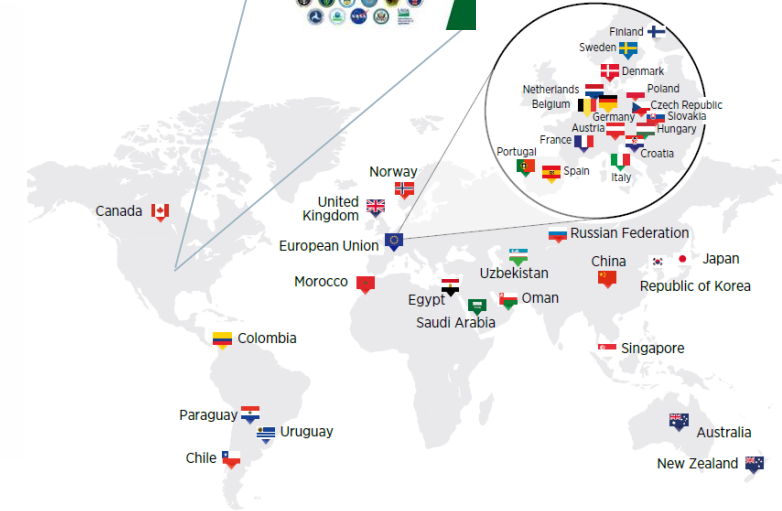 Finland
Sweden
Denmark
Netherlands
Poland
Belgium
Czech Republic
Germany
Slovakia
Austria
Hungary
France
Croatia
Portugal
Spain
Italy
Norway
Canada
United
Kingdom
European Union
Russian Federation
Uzbekistan
China
Japan
Morocco
Republic of Korea
Egypt
Oman
Saudi Arabia
Colombia
Singapore
Paraguay
Uruguay
Australia
Chile
New Zealand